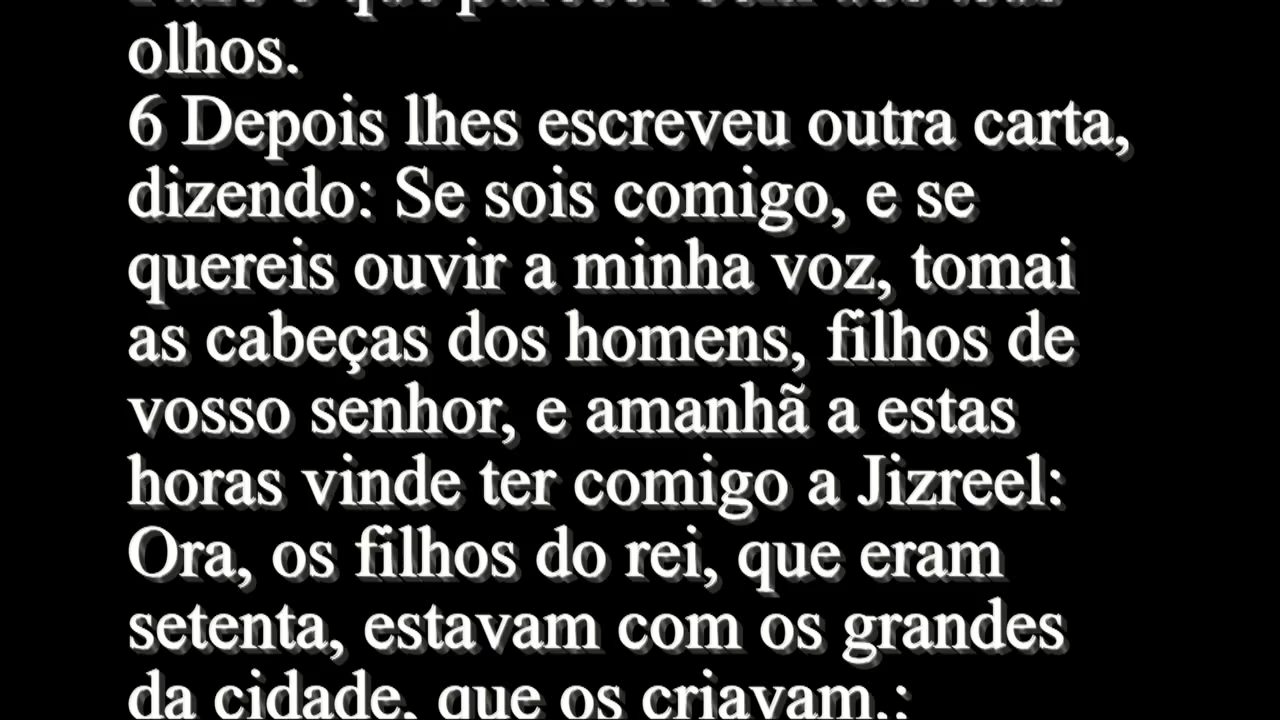 olhos.
6 Depois lhes escreveu outra carta,
dizendo: Se sois comigo, e se
quereis ouvir a minha voz, tomai
as cabeças dos homens, filhos de
vosso senhor, e amanhã a estas
horas vinde ter comigo a Jizreel:
Ora, os filhos do rei, que eram
setenta, estavam com os grandes
da cidade, que os criavam.;